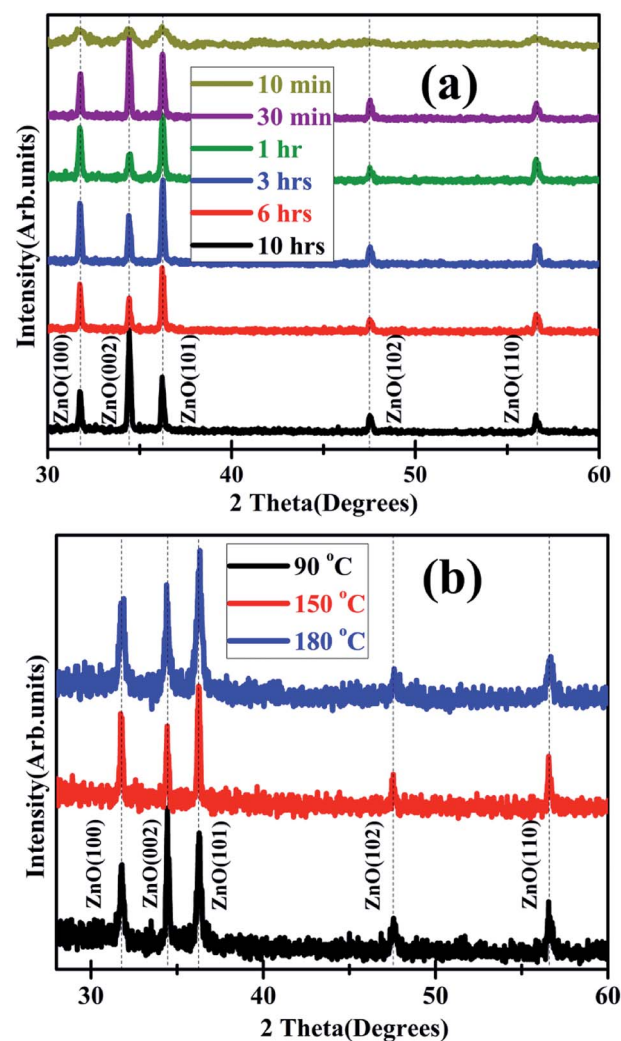 (a)
10 min
30 min
1 hr
3 hrs
6 hrs
10 hrs
Intensity(Arb.units)
ZnO(100)
ZnO(002)
ZnO(101)
ZnO(102)
ZnO(110)
30 40 50 60
2 Theta(Degrees)
(b)
90 °C
150 °C
180 °C
Intensity(Arb.units)
ZnO(100)
ZnO(002)
ZnO(101)
ZnO(102)
ZnO(110)
30 40 50 60
2 Theta(Degrees)